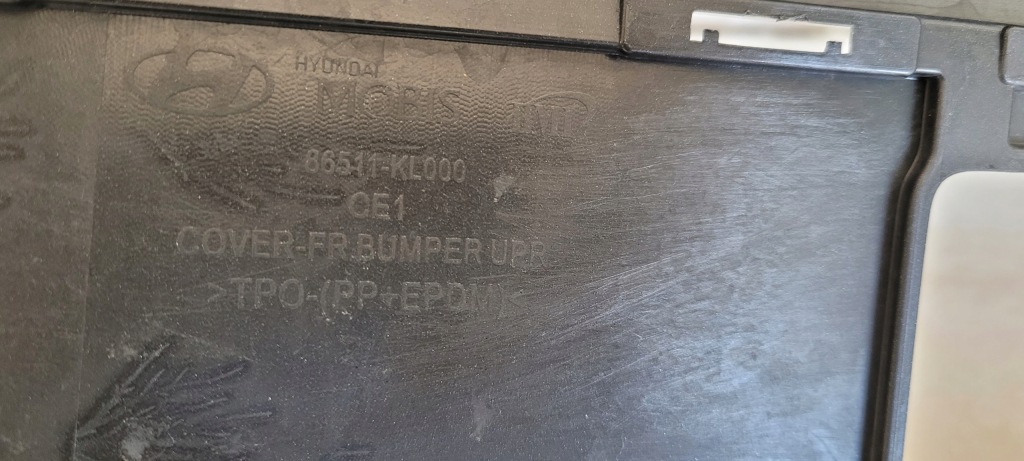 HYUNDAI
MOBIS
86511-KL000
CE1
COVER-FR BUMPER UPR
>TPO-(PP+EPDM)<